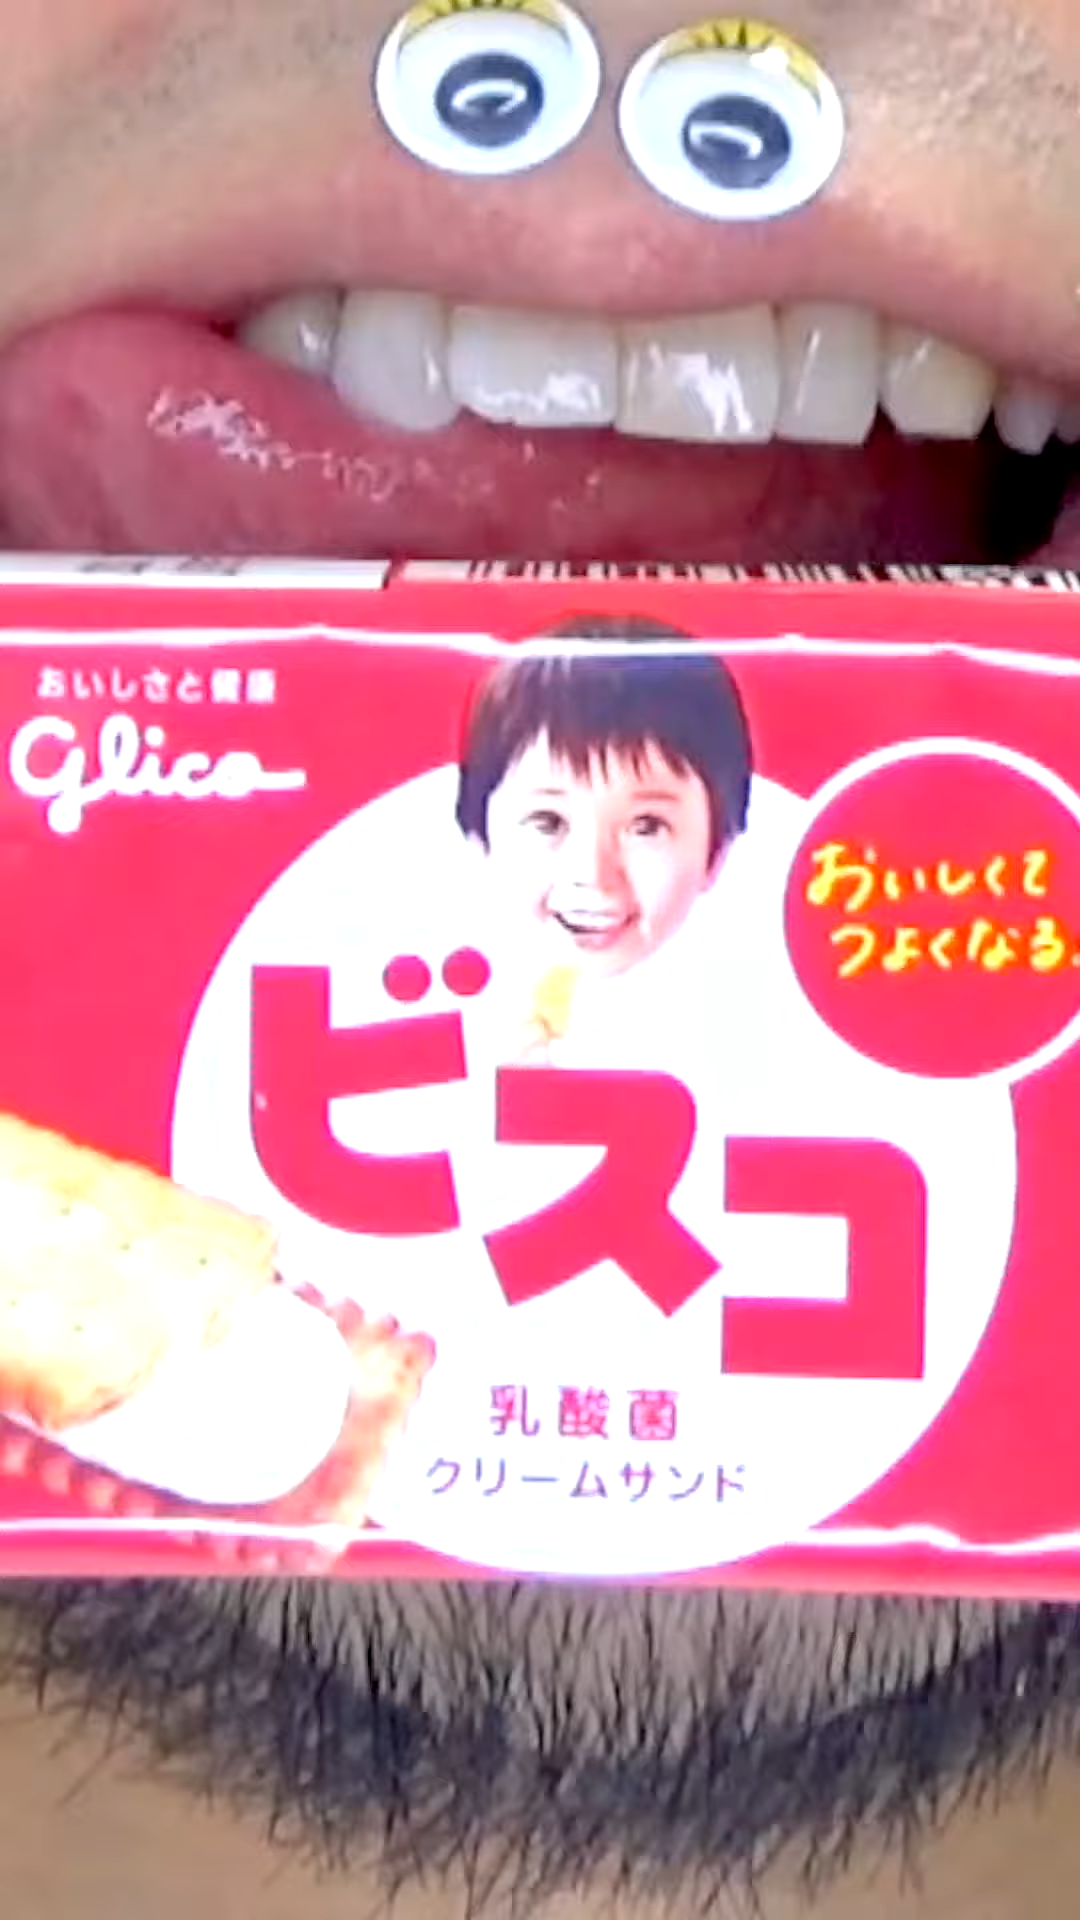 おいしさと健康
glico
おいしくて
つよくなる。
ビスコ
乳酸菌
クリームサンド